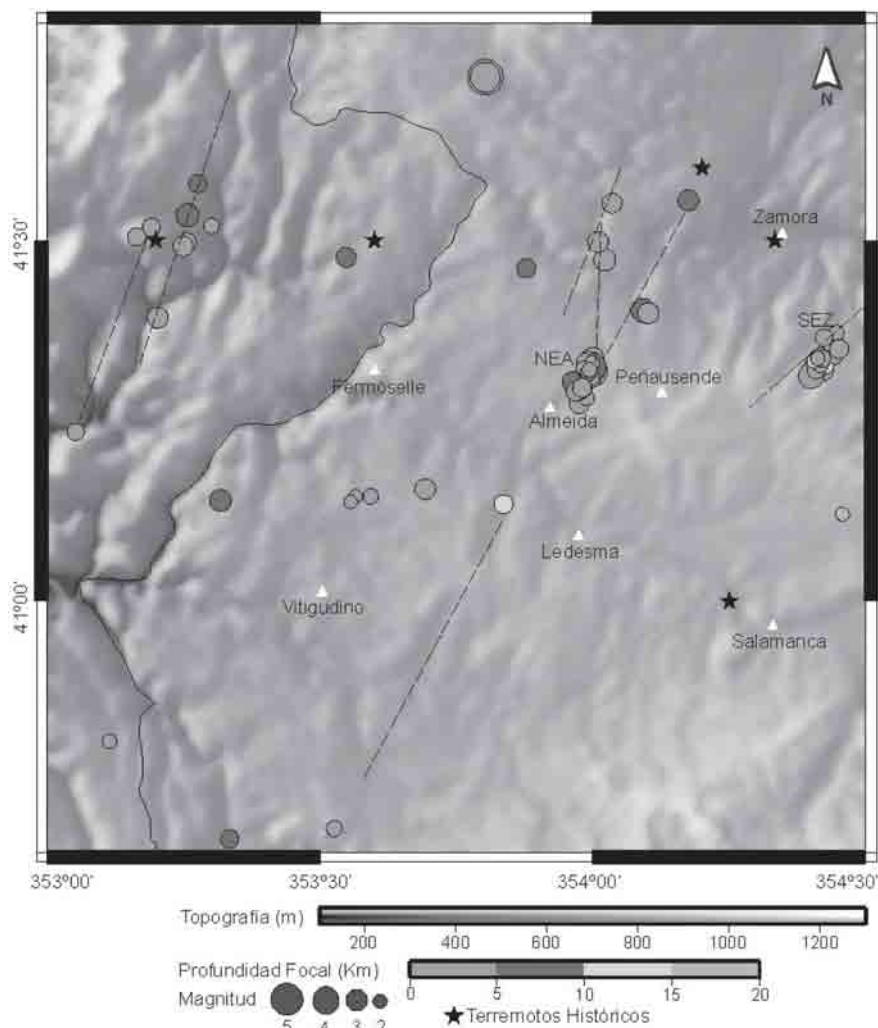 N
Zamora
41°30'
SEZ
NEA
Peñausende
Fermoselle
Almeida
Ledesma
Vitigudino
41°00'
Salamanca
353°00' 353°30' 354°00' 354°30'
Topografía (m)
200 400 600 800 1000 1200
Profundidad Focal (Km)
0 5 10 15 20
Magnitud
5 4 3 2
Terremotos Históricos